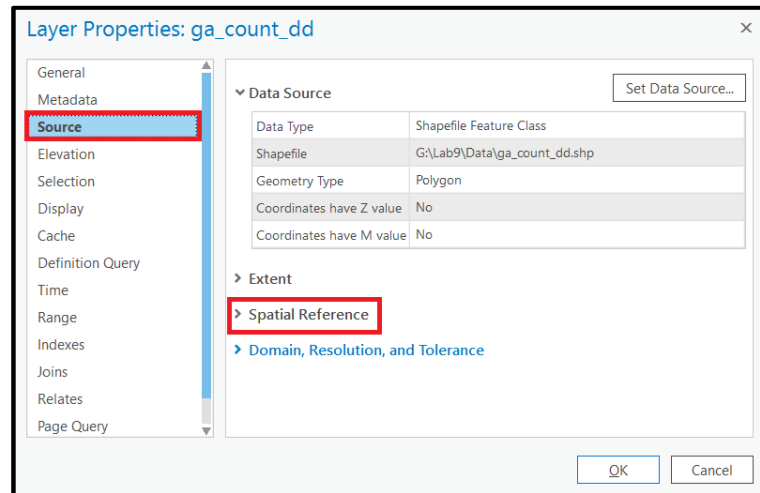 Layer Properties: ga_count_dd
×
General
Metadata
Source
Elevation
Selection
Display
Cache
Definition Query
Time
Range
Indexes
Joins
Relates
Page Query
Data Source
Set Data Source...
Data Type Shapefile Feature Class
Shapefile G:\Lab9\Data\ga_count_dd.shp
Geometry Type Polygon
Coordinates have Z value No
Coordinates have M value No
Extent
Spatial Reference
Domain, Resolution, and Tolerance
OK Cancel